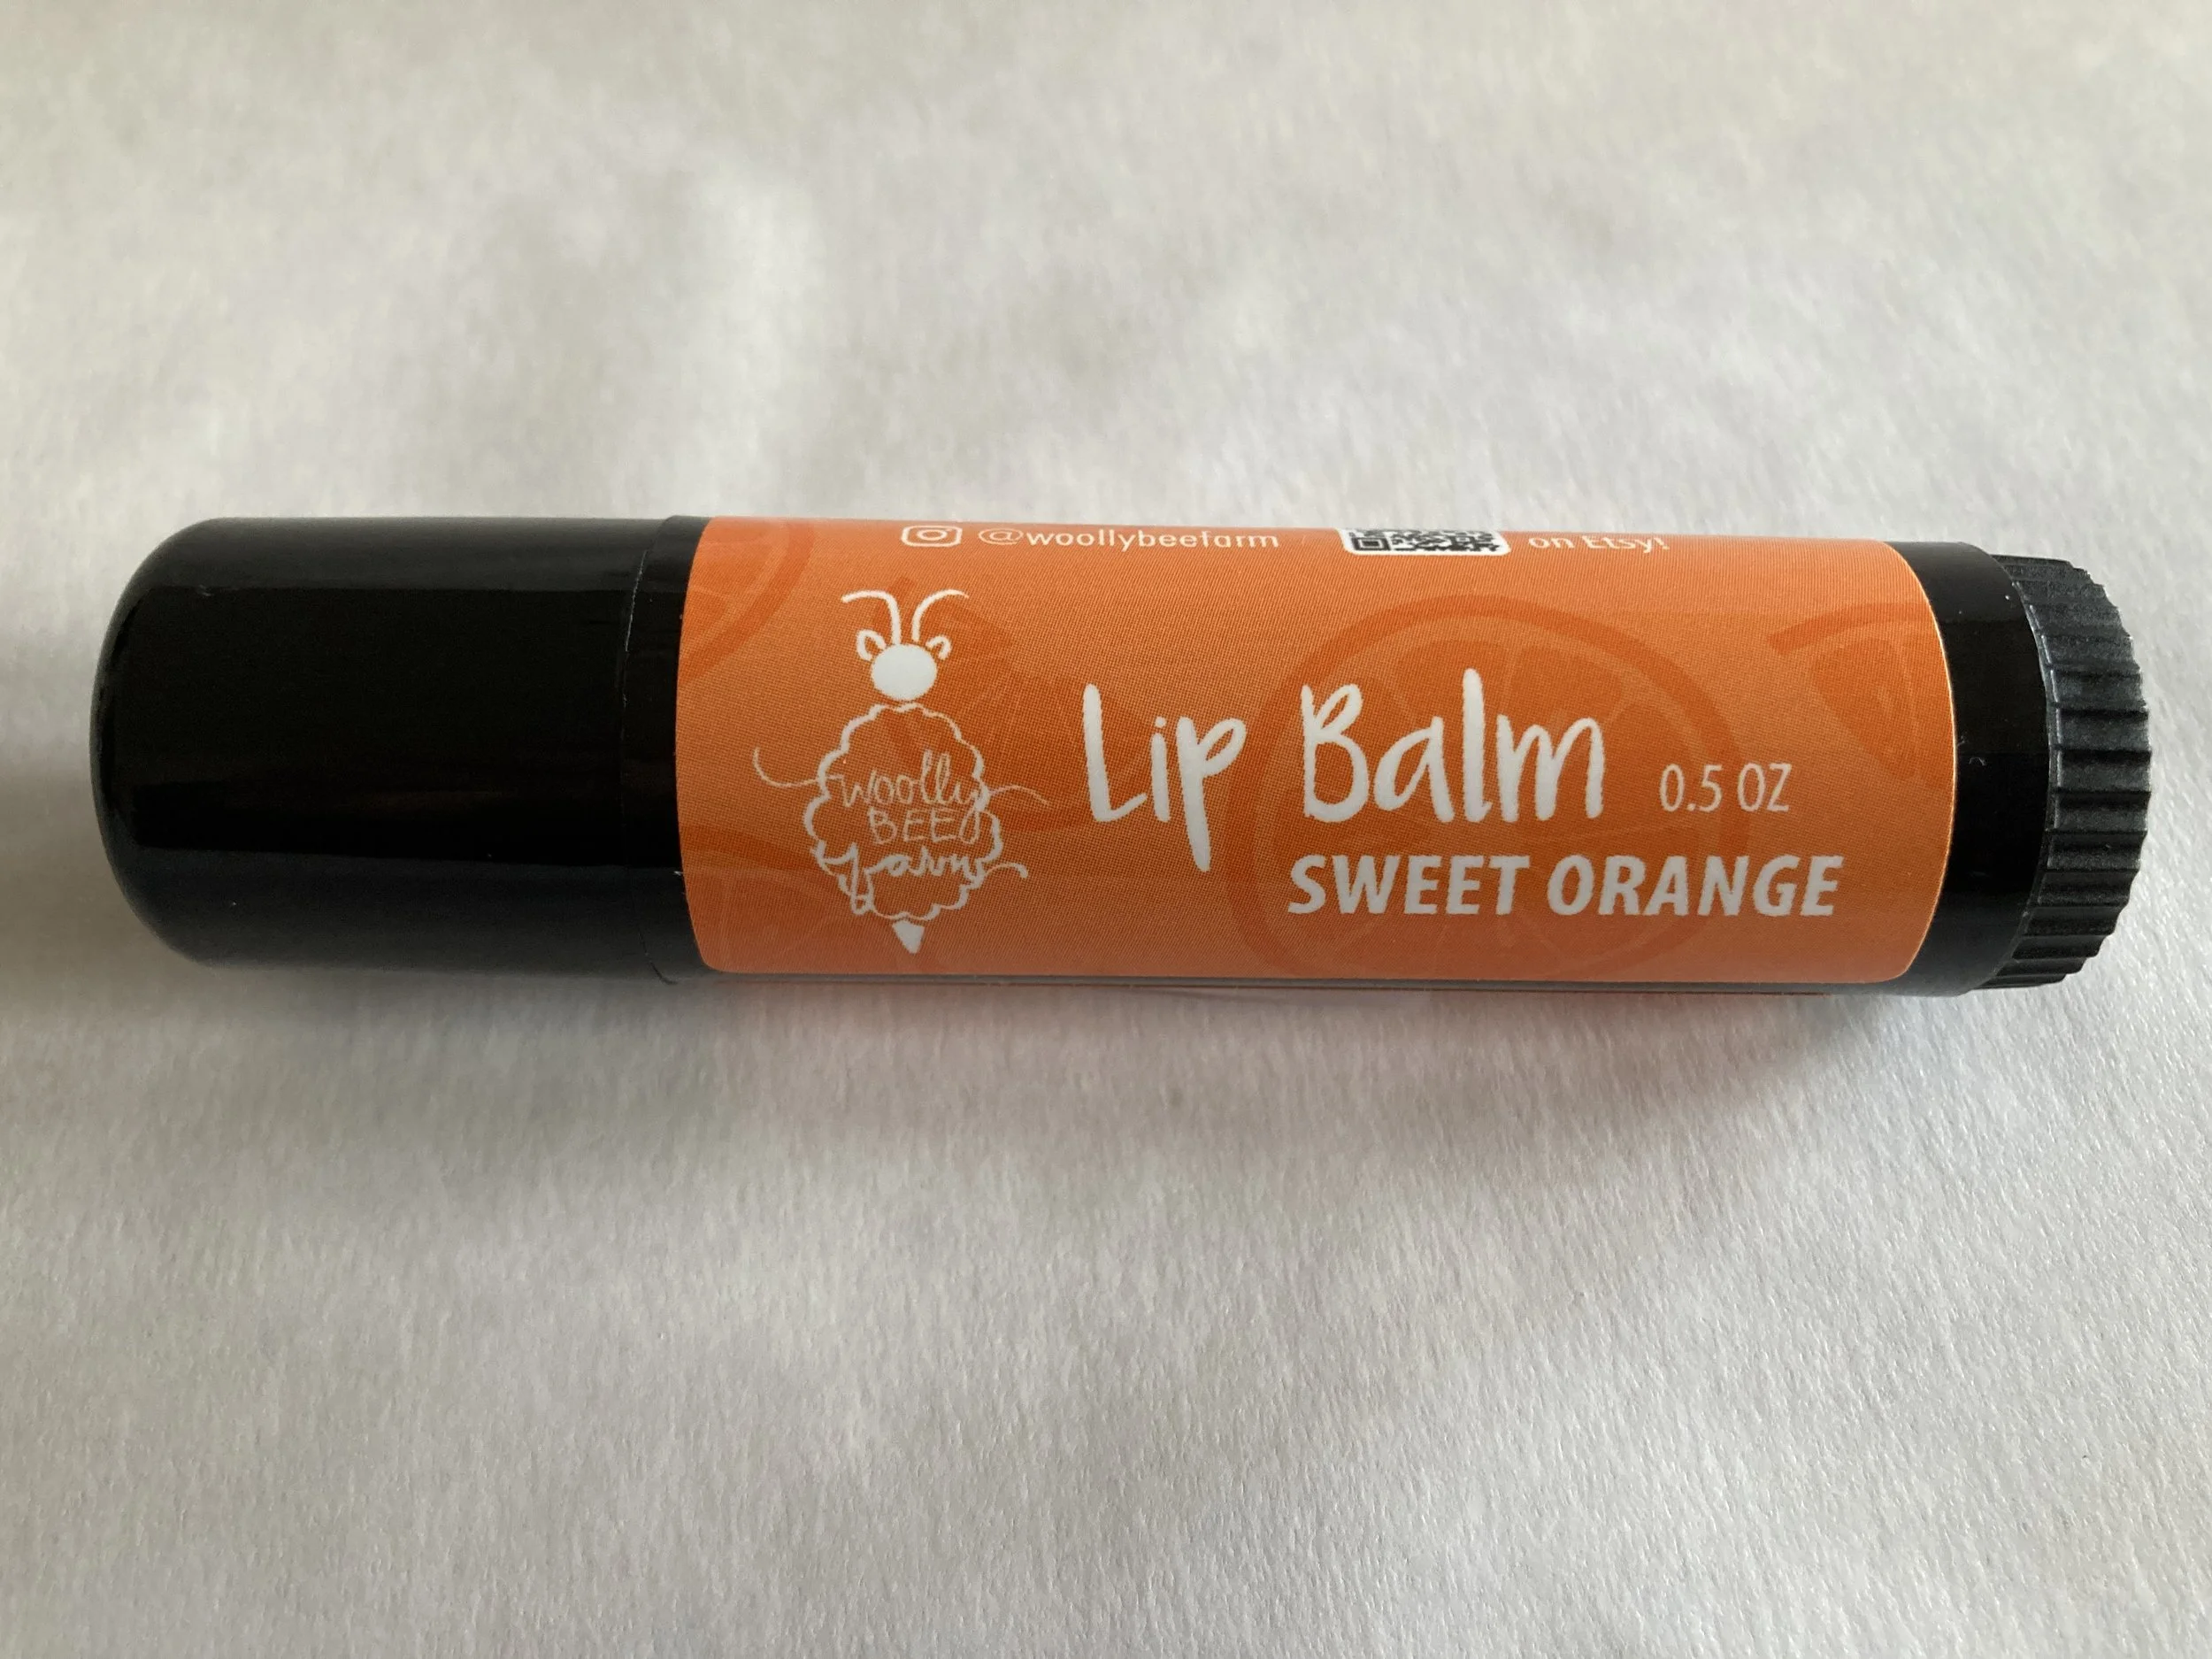 @woollybeefarm
on Etsy!
woolly
BEE
farm
Lip Balm 0.5 OZ
SWEET ORANGE